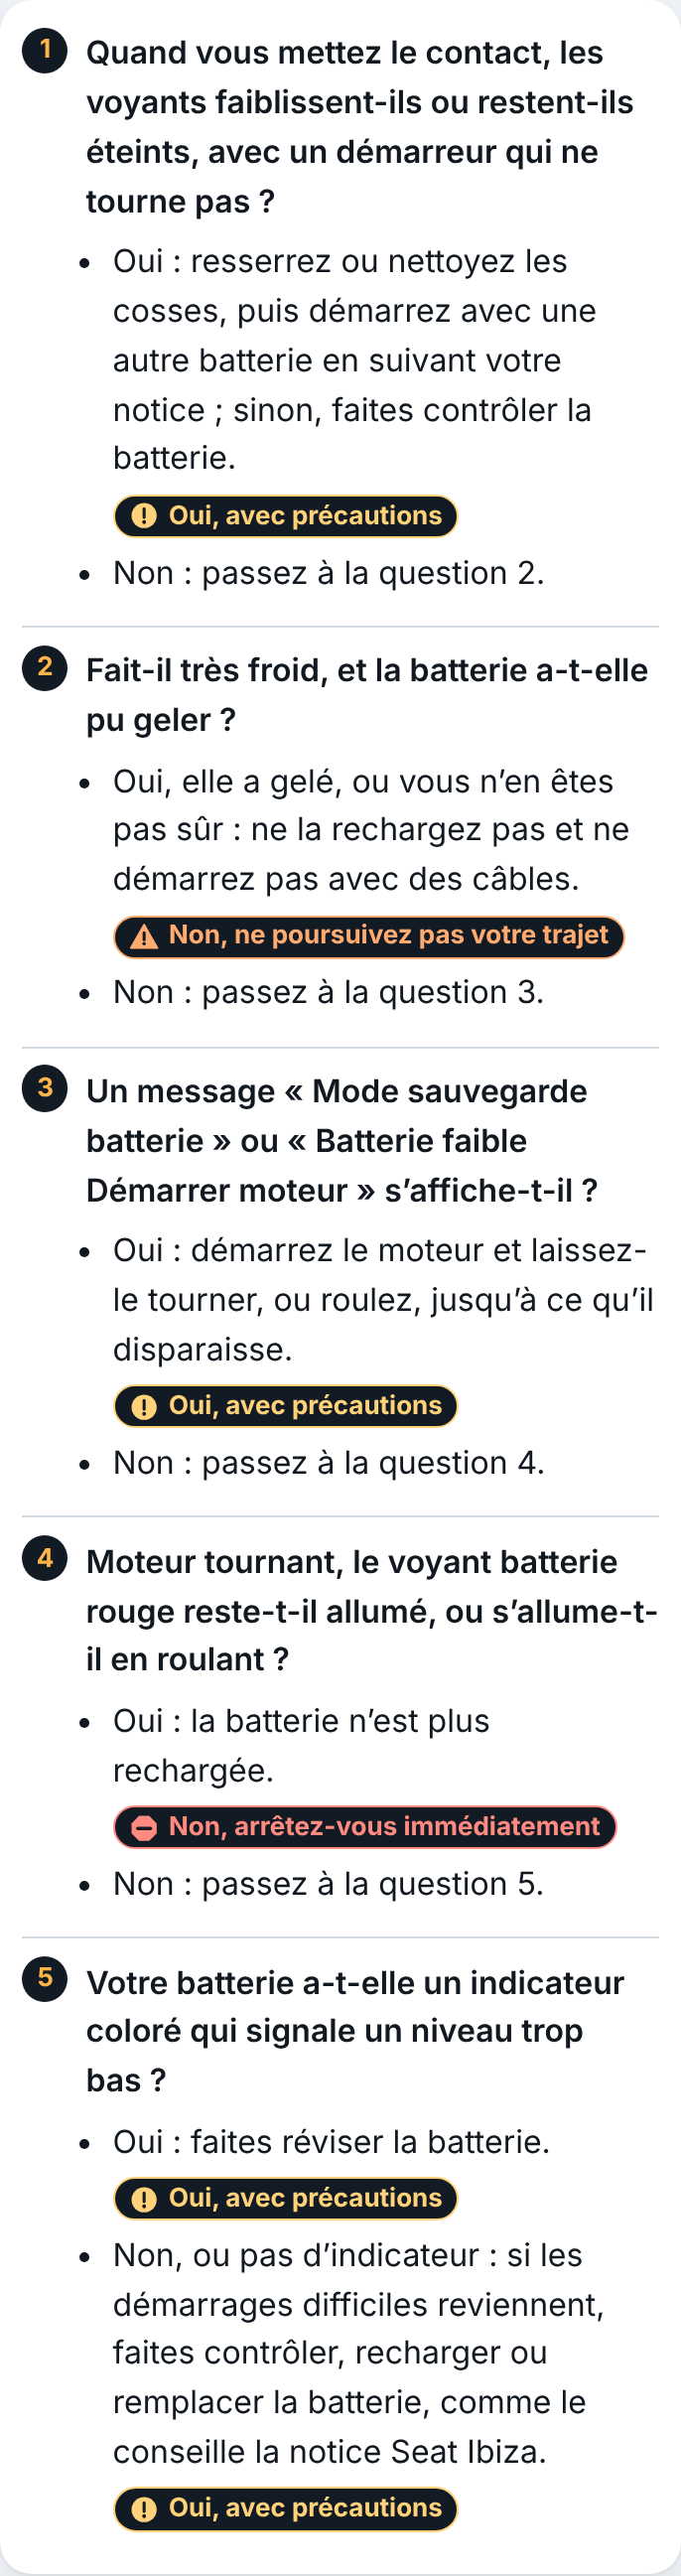 1 Quand vous mettez le contact, les
voyants faiblissent-ils ou restent-ils
éteints, avec un démarreur qui ne
tourne pas ?
• Oui : resserrez ou nettoyez les
cosses, puis démarrez avec une
autre batterie en suivant votre
notice ; sinon, faites contrôler la
batterie.
Oui, avec précautions
• Non : passez à la question 2.
2 Fait-il très froid, et la batterie a-t-elle
pu geler ?
• Oui, elle a gelé, ou vous n’en êtes
pas sûr : ne la rechargez pas et ne
démarrez pas avec des câbles.
Non, ne poursuivez pas votre trajet
• Non : passez à la question 3.
3 Un message « Mode sauvegarde
batterie » ou « Batterie faible
Démarrer moteur » s’affiche-t-il ?
• Oui : démarrez le moteur et laissez-
le tourner, ou roulez, jusqu’à ce qu’il
disparaisse.
Oui, avec précautions
• Non : passez à la question 4.
4 Moteur tournant, le voyant batterie
rouge reste-t-il allumé, ou s’allume-t-
il en roulant ?
• Oui : la batterie n’est plus
rechargée.
Non, arrêtez-vous immédiatement
• Non : passez à la question 5.
5 Votre batterie a-t-elle un indicateur
coloré qui signale un niveau trop
bas ?
• Oui : faites réviser la batterie.
Oui, avec précautions
• Non, ou pas d’indicateur : si les
démarrages difficiles reviennent,
faites contrôler, recharger ou
remplacer la batterie, comme le
conseille la notice Seat Ibiza.
Oui, avec précautions